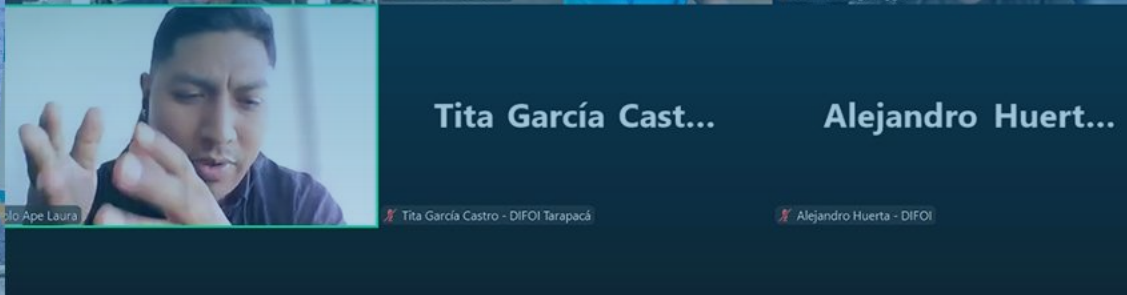 Tita García Cast...
Alejandro Huert...
olo Ape Laura
Tita García Castro - DIFOI Tarapacá
Alejandro Huerta - DIFOI